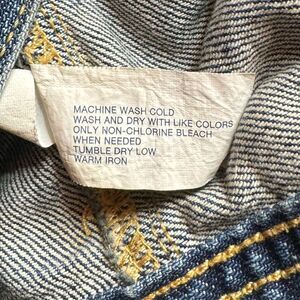 MACHINE WASH COLD
WASH AND DRY WITH LIKE COLORS
ONLY NON-CHLORINE BLEACH
WHEN NEEDED
TUMBLE DRY LOW
WARM IRON